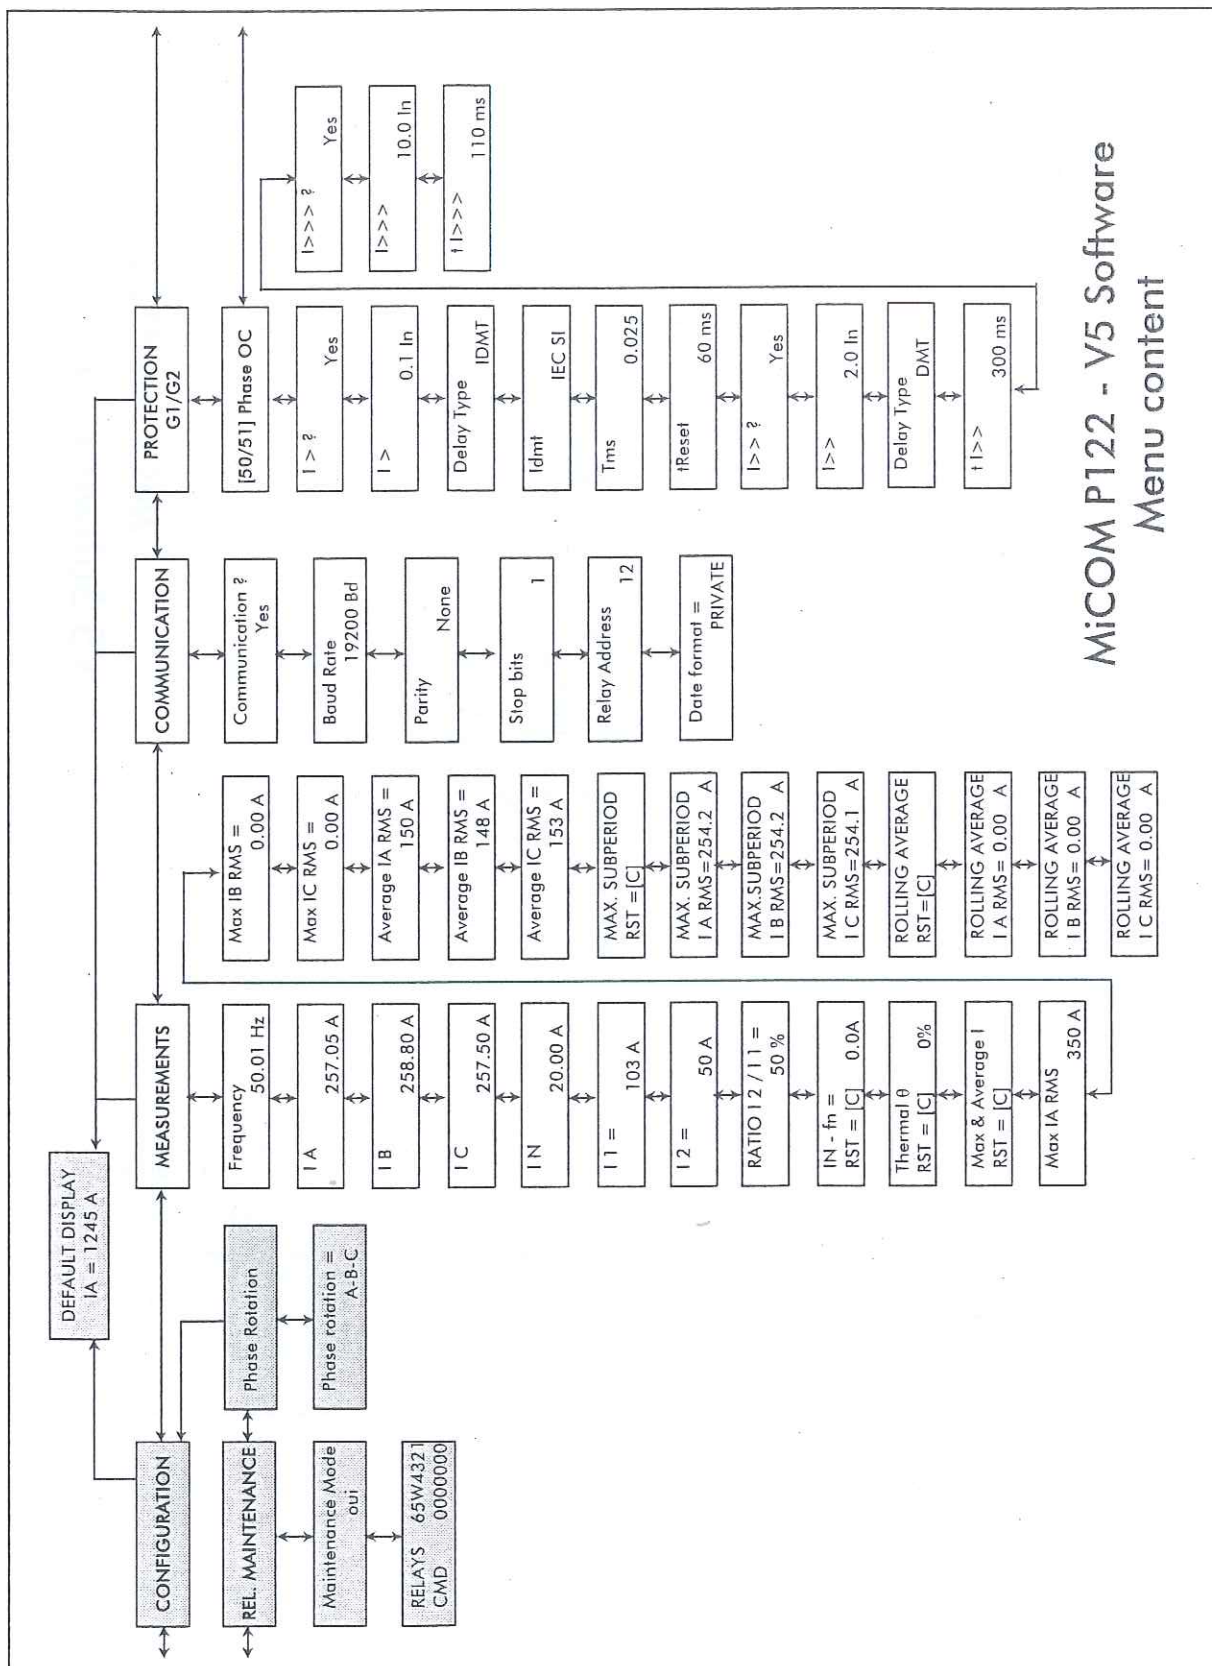 DEFAULT DISPLAY
IA = 1245 A
CONFIGURATION
REL. MAINTENANCE
Maintenance Mode
oui
RELAYS 65W4321
CMD 0000000
Phase Rotation
Phase rotation =
A-B-C
MEASUREMENTS
Frequency
50.01 Hz
I A
257.05 A
I B
258.80 A
I C
257.50 A
I N
20.00 A
I 1 =
103 A
I 2 =
50 A
RATIO I 2 / I 1 =
50 %
IN - fn =
RST = [C] 0.0A
Thermal θ
RST = [C] 0%
Max & Average I
RST = [C]
Max IA RMS
350 A
Max IB RMS =
0.00 A
Max IC RMS =
0.00 A
Average IA RMS =
150 A
Average IB RMS =
148 A
Average IC RMS =
153 A
MAX. SUBPERIOD
RST =[C]
MAX. SUBPERIOD
I A RMS=254.2 A
MAX.SUBPERIOD
I B RMS=254.2 A
MAX. SUBPERIOD
I C RMS=254.1 A
ROLLING AVERAGE
RST=[C]
ROLLING AVERAGE
I A RMS= 0.00 A
ROLLING AVERAGE
I B RMS= 0.00 A
ROLLING AVERAGE
I C RMS= 0.00 A
COMMUNICATION
Communication ?
Yes
Baud Rate
19200 Bd
Parity
None
Stop bits
1
Relay Address
12
Date format =
PRIVATE
PROTECTION
G1/G2
[50/51] Phase OC
I > ?
Yes
I >
0.1 In
Delay Type
IDMT
Idmt
IEC SI
Tms
0.025
tReset
60 ms
I>> ?
Yes
I>>
2.0 In
Delay Type
DMT
t I>>
300 ms
I>>> ?
Yes
I>>>
10.0 In
t I>>>
110 ms
MiCOM P122 - V5 Software
Menu content